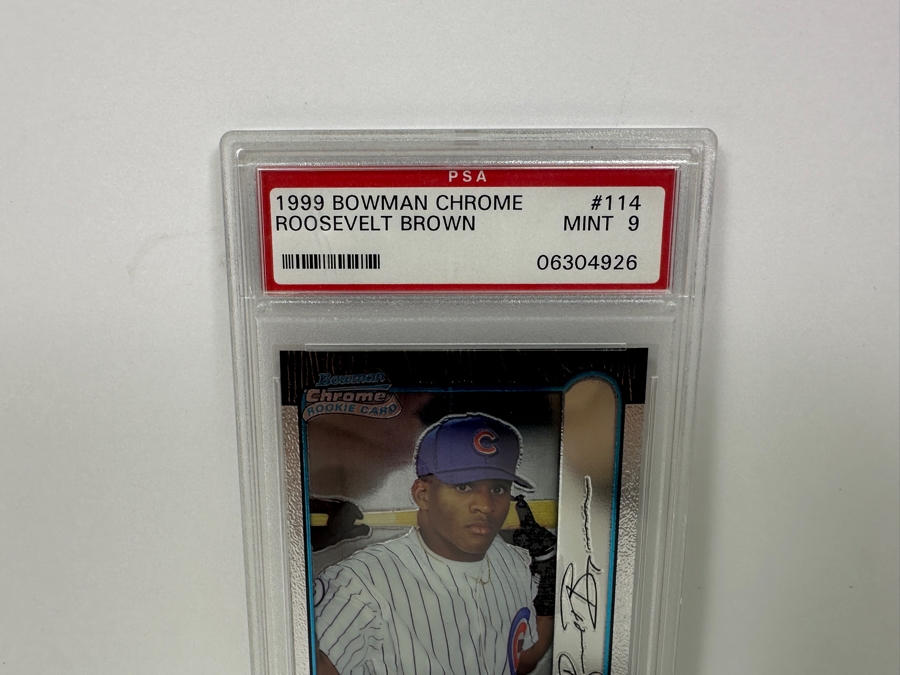 PSA
1999 BOWMAN CHROME #114
ROOSEVELT BROWN MINT 9
06304926
Bowman
Chrome
ROOKIE CARD
C